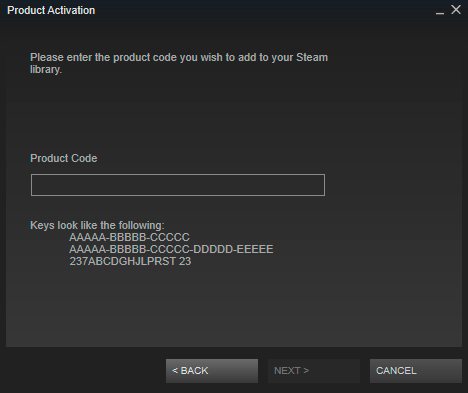 Product Activation
Please enter the product code you wish to add to your Steam
library.
Product Code
Keys look like the following:
AAAAA-BBBBB-CCCCC
AAAAA-BBBBB-CCCCC-DDDDD-EEEEE
237ABCDGHJLPRST 23
< BACK
NEXT >
CANCEL